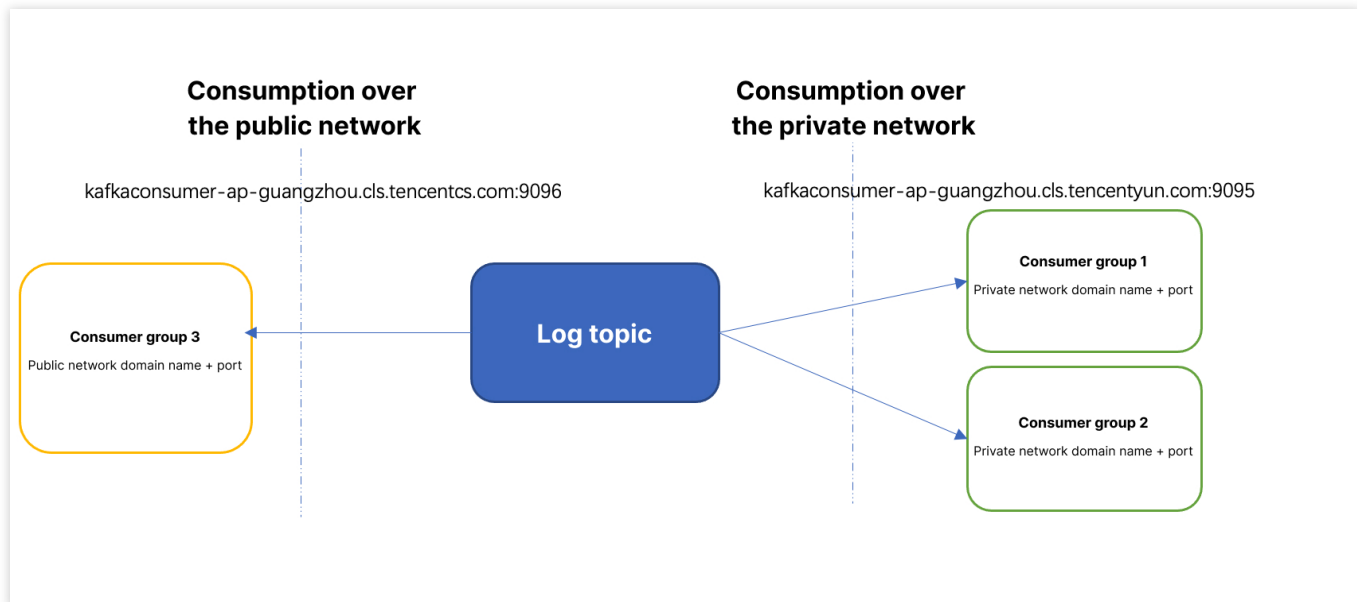 Consumption over
the public network
kafkaconsumer-ap-guangzhou.cls.tencentcs.com:9096
Consumer group 3
Public network domain name + port
Log topic
Consumption over
the private network
kafkaconsumer-ap-guangzhou.cls.tencentyun.com:9095
Consumer group 1
Private network domain name + port
Consumer group 2
Private network domain name + port